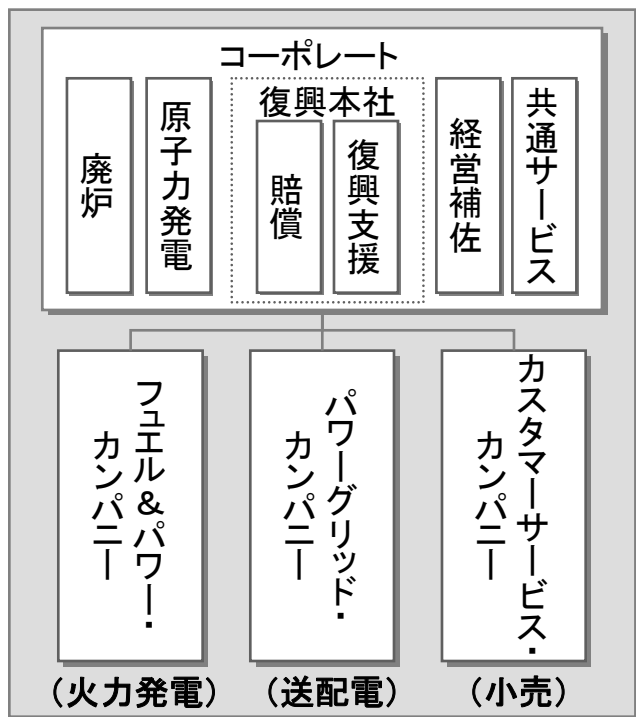 コーポレート
廃炉
原子力発電
復興本社
賠償
復興支援
経営補佐
共通サービス
フュエル&パワー・
カンパニー
パワーグリッド・
カンパニー
カスタマーサービス・
カンパニー
（火力発電）
（送配電）
（小売）